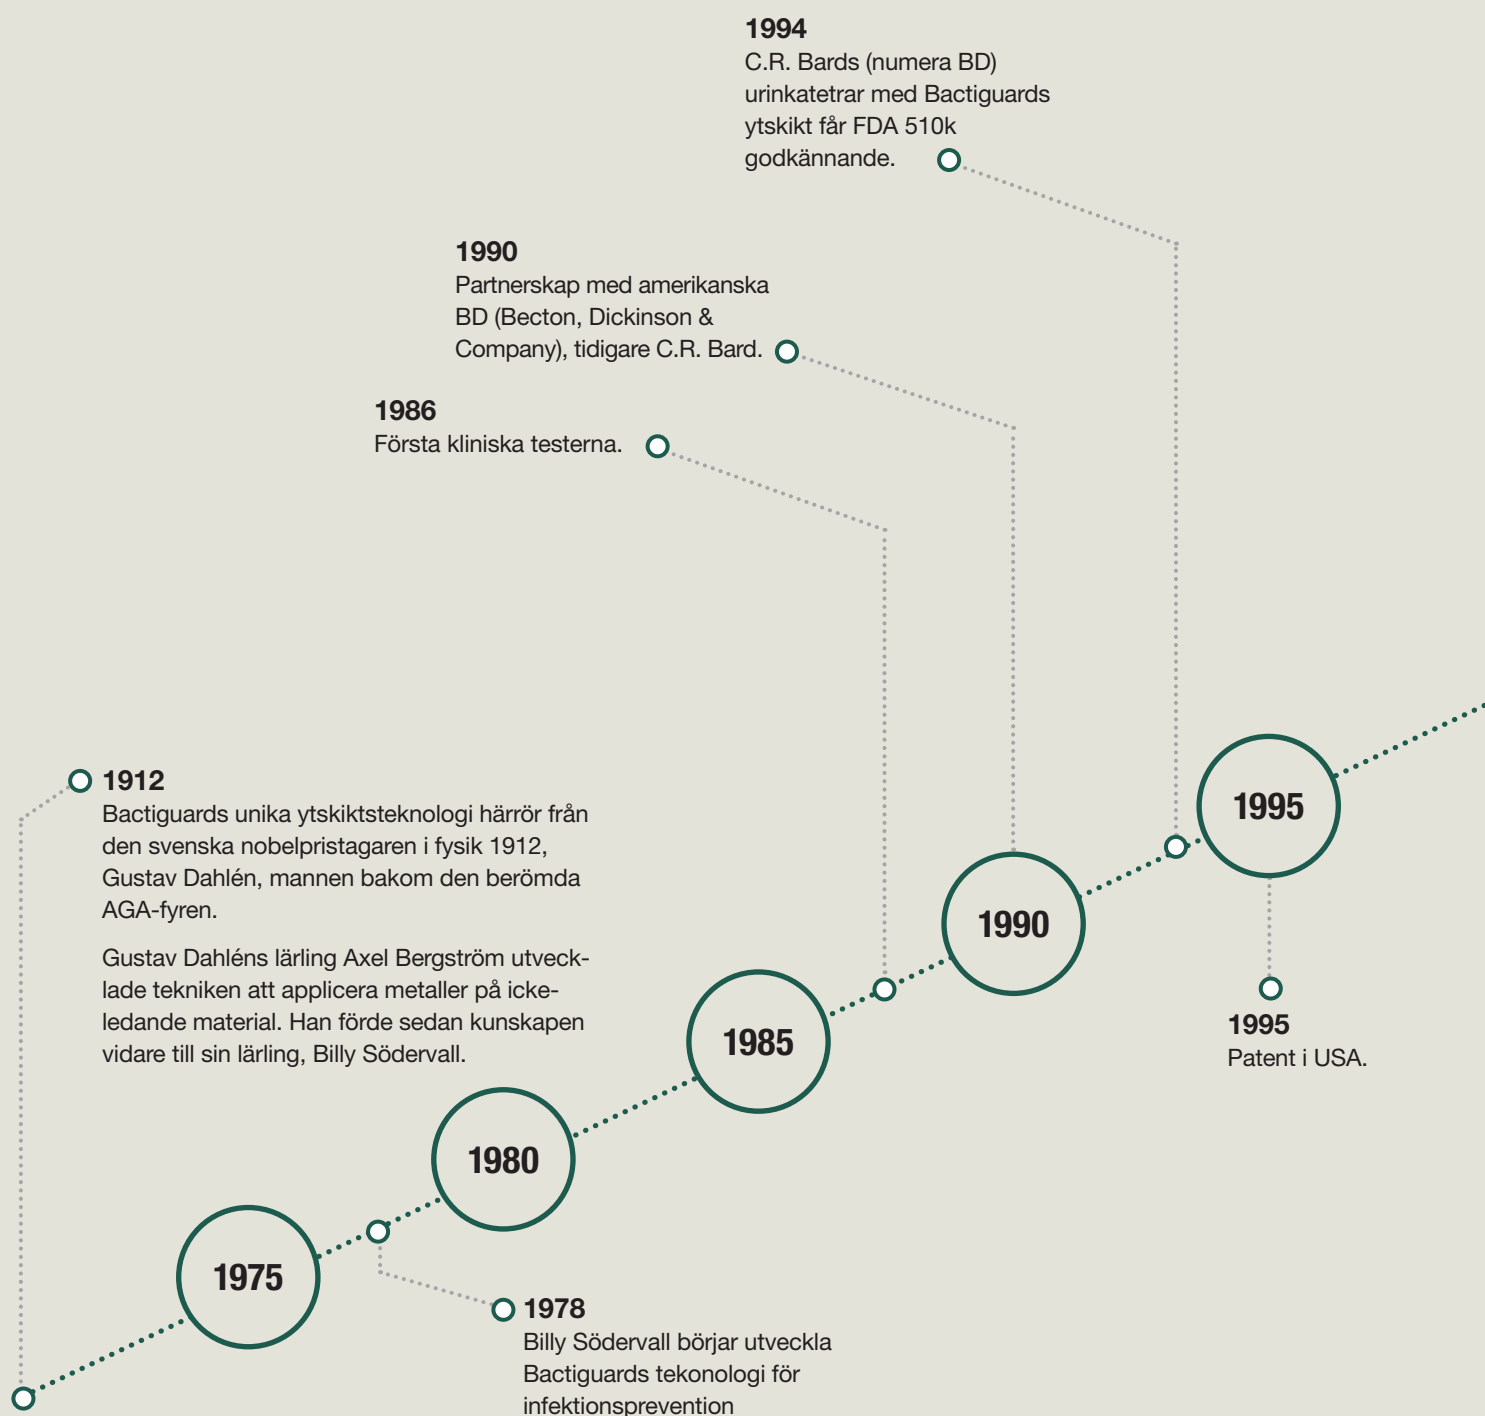 1994
C.R. Bards (numera BD)
urinkatetrar med Bactiguards
ytskikt får FDA 510k
godkännande.
1990
Partnerskap med amerikanska
BD (Becton, Dickinson &
Company), tidigare C.R. Bard.
1986
Första kliniska testerna.
1912
Bactiguards unika ytskiktsteknologi härrör från
den svenska nobelpristagaren i fysik 1912,
Gustav Dahlén, mannen bakom den berömda
AGA-fyren.
Gustav Dahléns lärling Axel Bergström utveck-
lade tekniken att applicera metaller på icke-
ledande material. Han förde sedan kunskapen
vidare till sin lärling, Billy Södervall.
1995
1990
1985
1995
Patent i USA.
1980
1975
1978
Billy Södervall börjar utveckla
Bactiguards tekonologi för
infektionsprevention